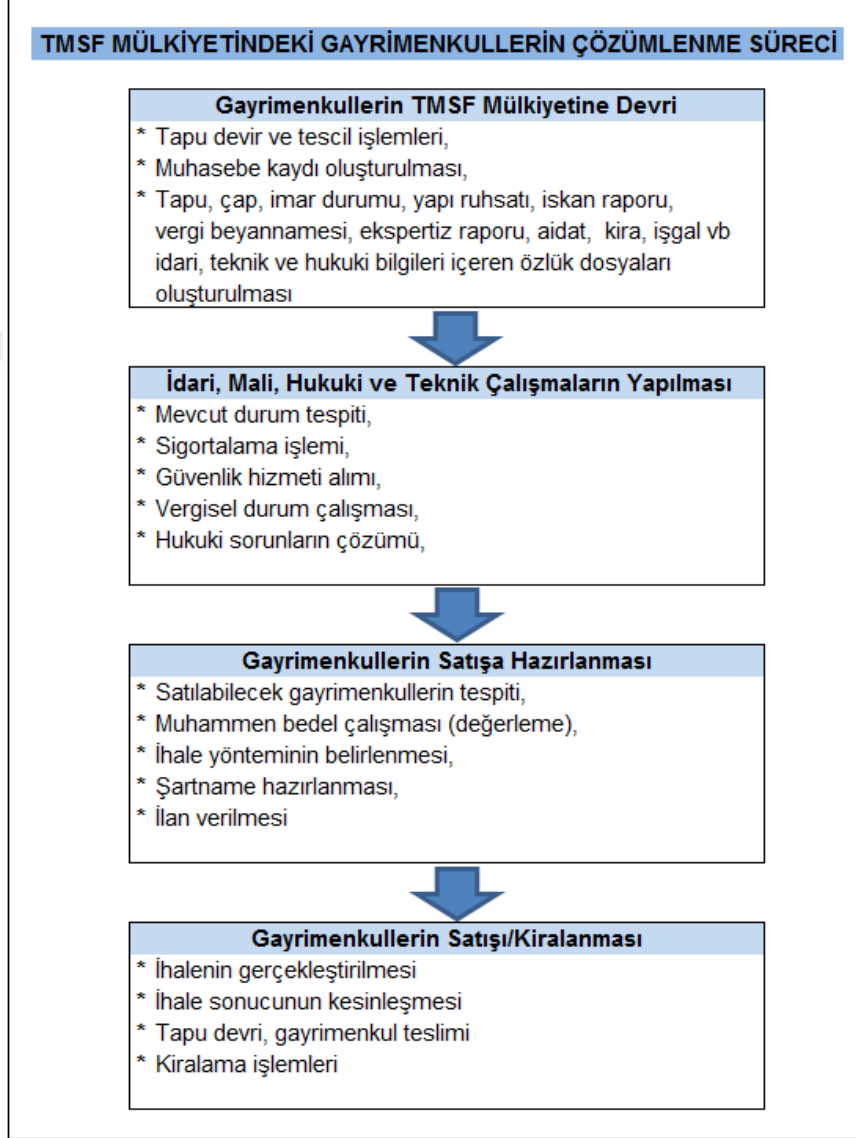 TMSF MÜLKİYETİNDEKİ GAYRİMENKULLERİN ÇÖZÜMLENME SÜRECİ
Gayrimenkullerin TMSF Mülkiyetine Devri
* Tapu devir ve tescil işlemleri,
* Muhasebe kaydı oluşturulması,
* Tapu, çap, imar durumu, yapı ruhsatı, iskan raporu,
vergi beyannamesi, ekspertiz raporu, aidat, kira, işgal vb
idari, teknik ve hukuki bilgileri içeren özlük dosyaları
oluşturulması
İdari, Mali, Hukuki ve Teknik Çalışmaların Yapılması
* Mevcut durum tespiti,
* Sigortalama işlemi,
* Güvenlik hizmeti alımı,
* Vergisel durum çalışması,
* Hukuki sorunların çözümü,
Gayrimenkullerin Satışa Hazırlanması
* Satılabilecek gayrimenkullerin tespiti,
* Muhammen bedel çalışması (değerleme),
* İhale yönteminin belirlenmesi,
* Şartname hazırlanması,
* İlan verilmesi
Gayrimenkullerin Satışı/Kiralanması
* İhalenin gerçekleştirilmesi
* İhale sonucunun kesinleşmesi
* Tapu devri, gayrimenkul teslimi
* Kiralama işlemleri